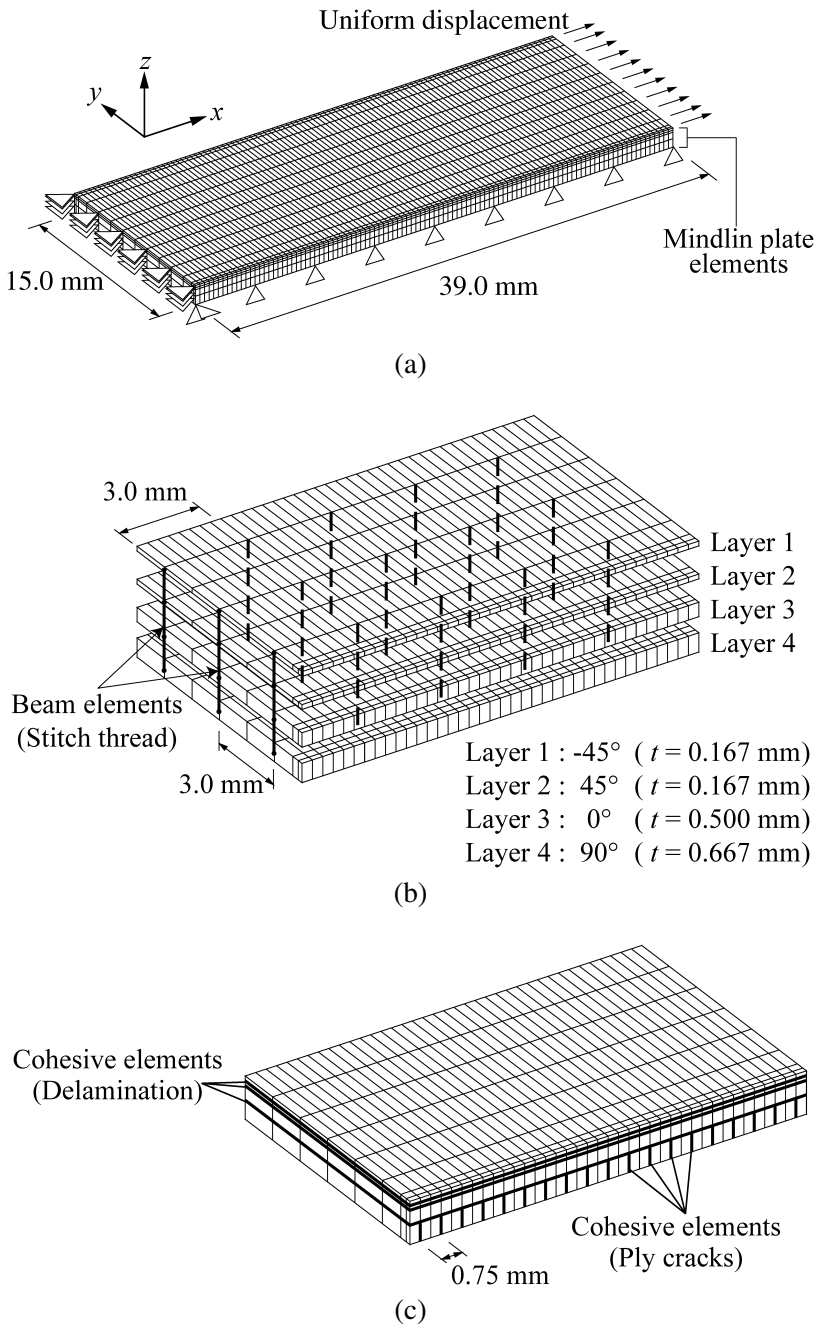 Uniform displacement
z
y
x
Mindlin plate
elements
15.0 mm
39.0 mm
(a)
3.0 mm
Layer 1
Layer 2
Layer 3
Layer 4
Beam elements
(Stitch thread)
3.0 mm
Layer 1 : -45° ( t = 0.167 mm)
Layer 2 : 45° ( t = 0.167 mm)
Layer 3 : 0° ( t = 0.500 mm)
Layer 4 : 90° ( t = 0.667 mm)
(b)
Cohesive elements
(Delamination)
Cohesive elements
(Ply cracks)
0.75 mm
(c)